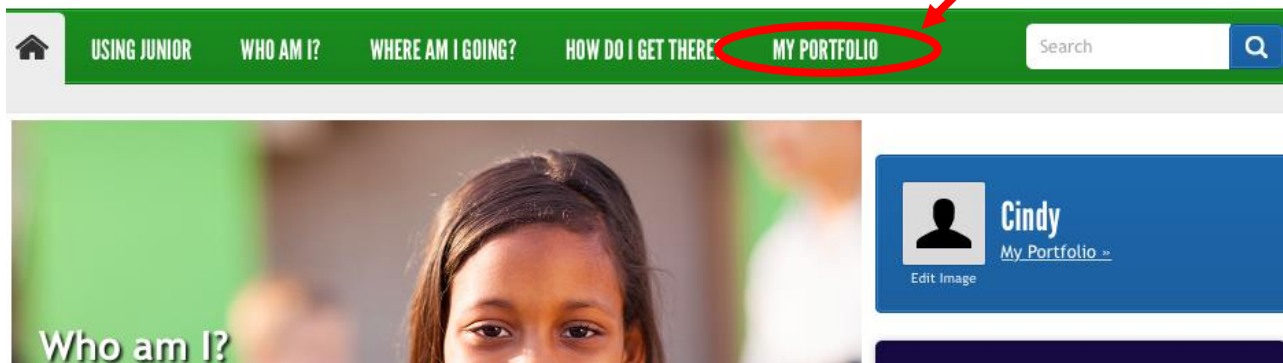 USING JUNIOR WHO AM I? WHERE AM I GOING? HOW DO I GET THERE? MY PORTFOLIO Search
Cindy
My Portfolio »
Edit Image
Who am I?